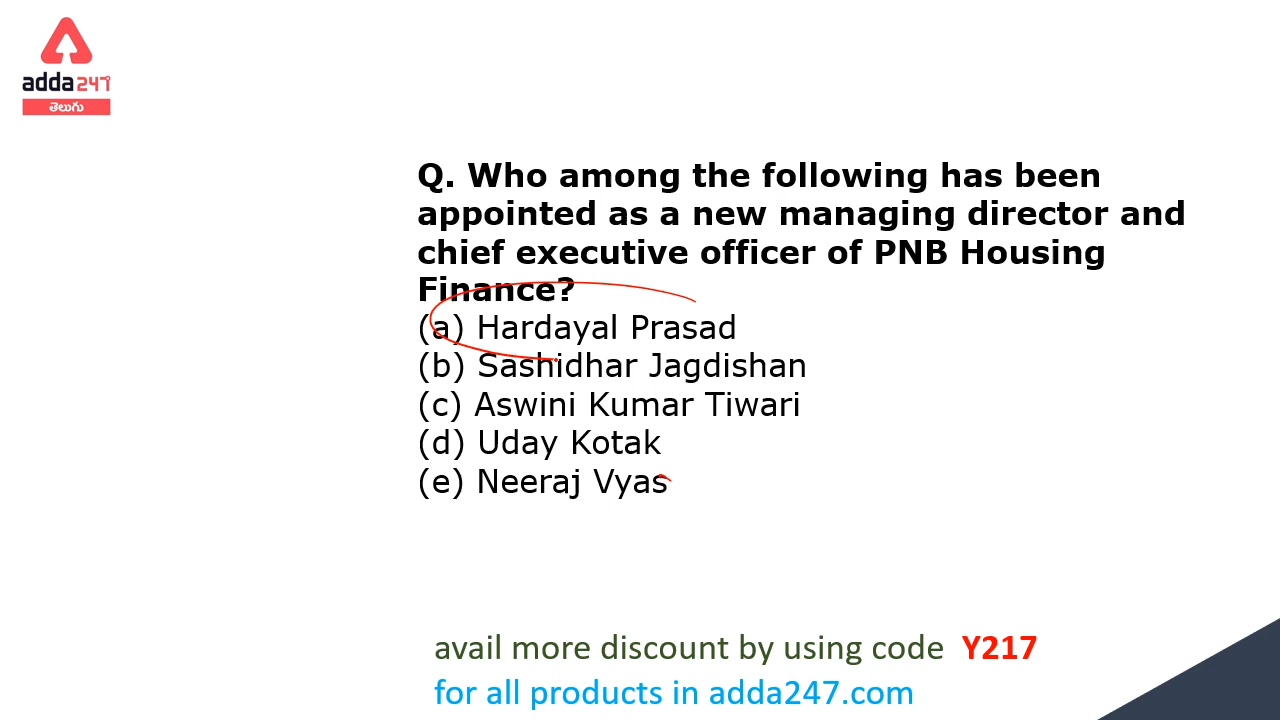 adda247
తెలుగు
Q. Who among the following has been
appointed as a new managing director and
chief executive officer of PNB Housing
Finance?
(a) Hardayal Prasad
(b) Sashidhar Jagdishan
(c) Aswini Kumar Tiwari
(d) Uday Kotak
(e) Neeraj Vyas
avail more discount by using code Y217
for all products in adda247.com